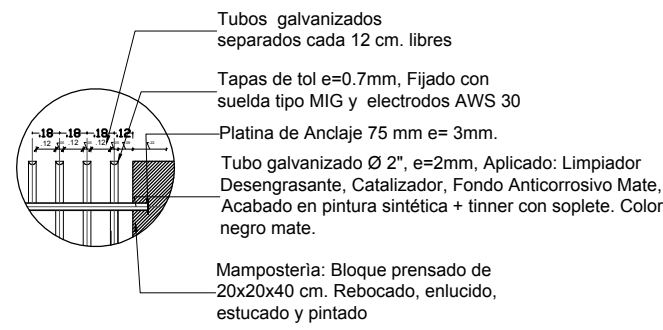 Tubos galvanizados
separados cada 12 cm. libres
Tapas de tol e=0.7mm, Fijado con
suelda tipo MIG y electrodos AWS 30
.18 .18 .18 .12
.12 .12 .12
Platina de Anclaje 75 mm e= 3mm.
Tubo galvanizado Ø 2", e=2mm, Aplicado: Limpiador
Desengrasante, Catalizador, Fondo Anticorrosivo Mate,
Acabado en pintura sintética + tinner con soplete. Color
negro mate.
Mamposterìa: Bloque prensado de
20x20x40 cm. Rebocado, enlucido,
estucado y pintado